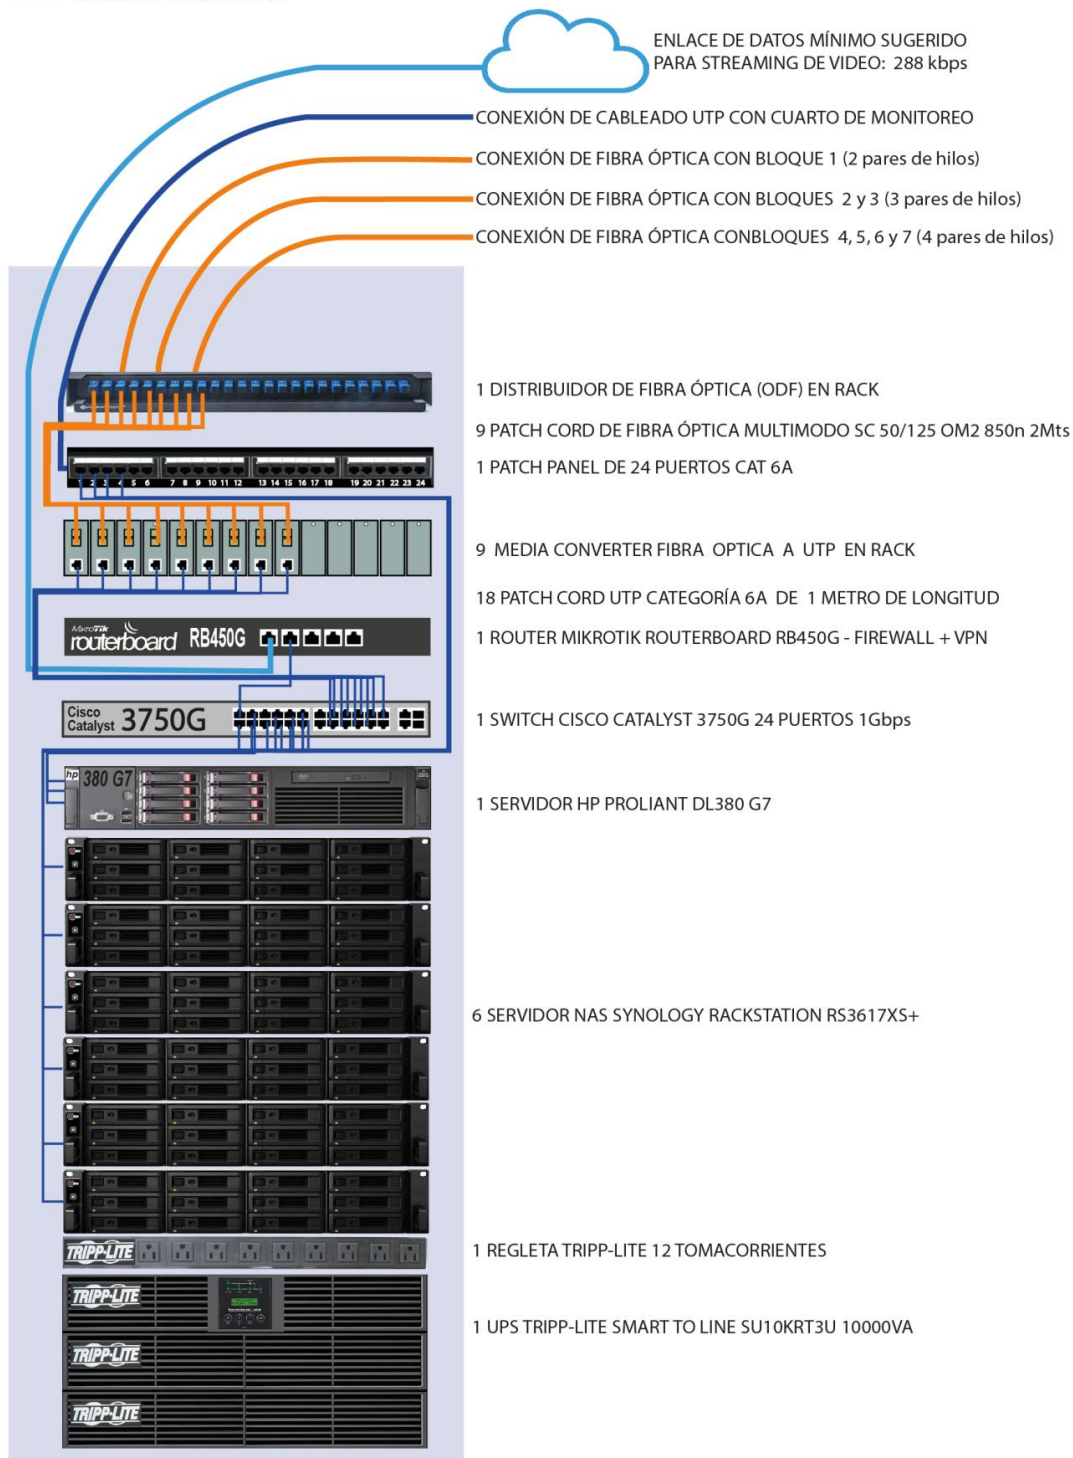 ENLACE DE DATOS MÍNIMO SUGERIDO
PARA STREAMING DE VIDEO: 288 kbps
CONEXIÓN DE CABLEADO UTP CON CUARTO DE MONITOREO
CONEXIÓN DE FIBRA ÓPTICA CON BLOQUE 1 (2 pares de hilos)
CONEXIÓN DE FIBRA ÓPTICA CON BLOQUES 2 y 3 (3 pares de hilos)
CONEXIÓN DE FIBRA ÓPTICA CONBLOQUES 4, 5, 6 y 7 (4 pares de hilos)
1 DISTRIBUIDOR DE FIBRA ÓPTICA (ODF) EN RACK
9 PATCH CORD DE FIBRA ÓPTICA MULTIMODO SC 50/125 OM2 850n 2Mts
1 PATCH PANEL DE 24 PUERTOS CAT 6A
2 3 4 5 6 7 8 9 10 11 12 13 14 15 16 17 18 19 20 21 22 23 24
9 MEDIA CONVERTER FIBRA OPTICA A UTP EN RACK
18 PATCH CORD UTP CATEGORÍA 6A DE 1 METRO DE LONGITUD
MikroTik
routerboard RB450G
1 ROUTER MIKROTIK ROUTERBOARD RB450G - FIREWALL + VPN
Cisco
Catalyst 3750G
1 SWITCH CISCO CATALYST 3750G 24 PUERTOS 1Gbps
hp 380 G7
1 SERVIDOR HP PROLIANT DL380 G7
6 SERVIDOR NAS SYNOLOGY RACKSTATION RS3617XS+
TRIPP-LITE
1 REGLETA TRIPP-LITE 12 TOMACORRIENTES
TRIPP-LITE
1 UPS TRIPP-LITE SMART TO LINE SU10KRT3U 10000VA
TRIPP-LITE
TRIPP-LITE